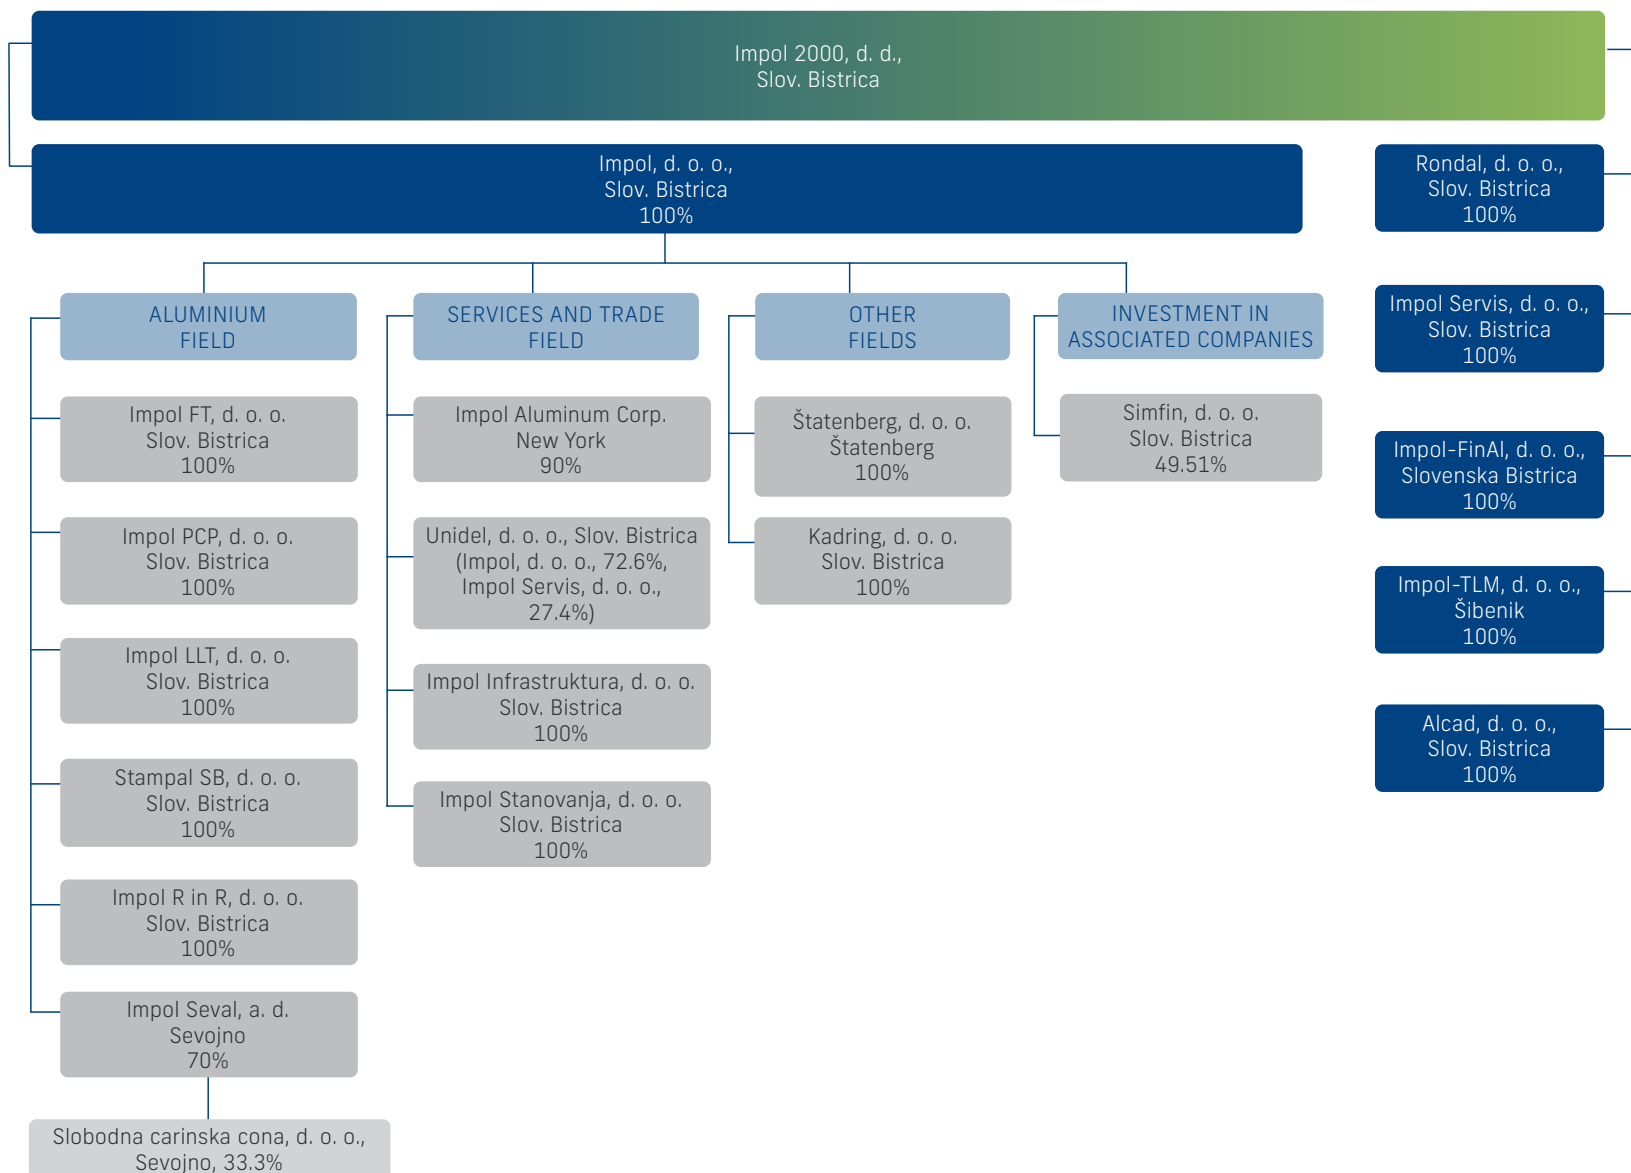 Impol 2000, d. d.,
Slov. Bistrica
Impol, d. o. o.,
Slov. Bistrica
100%
ALUMINIUM
FIELD
Impol FT, d. o. o.
Slov. Bistrica
100%
Impol PCP, d. o. o.
Slov. Bistrica
100%
Impol LLT, d. o. o.
Slov. Bistrica
100%
Stampal SB, d. o. o.
Slov. Bistrica
100%
Impol R in R, d. o. o.
Slov. Bistrica
100%
Impol Seval, a. d.
Sevojno
70%
Slobodna carinska cona, d. o. o.,
Sevojno, 33.3%
SERVICES AND TRADE
FIELD
Impol Aluminum Corp.
New York
90%
Unidel, d. o. o., Slov. Bistrica
(Impol, d. o. o., 72.6%,
Impol Servis, d. o. o.,
27.4%)
Impol Infrastruktura, d. o. o.
Slov. Bistrica
100%
Impol Stanovanja, d. o. o.
Slov. Bistrica
100%
OTHER
FIELDS
Štatenberg, d. o. o.
Štatenberg
100%
Kadring, d. o. o.
Slov. Bistrica
100%
INVESTMENT IN
ASSOCIATED COMPANIES
Simfin, d. o. o.
Slov. Bistrica
49.51%
Rondal, d. o. o.,
Slov. Bistrica
100%
Impol Servis, d. o. o.,
Slov. Bistrica
100%
Impol-FinAl, d. o. o.,
Slovenska Bistrica
100%
Impol-TLM, d. o. o.,
Šibenik
100%
Alcad, d. o. o.,
Slov. Bistrica
100%